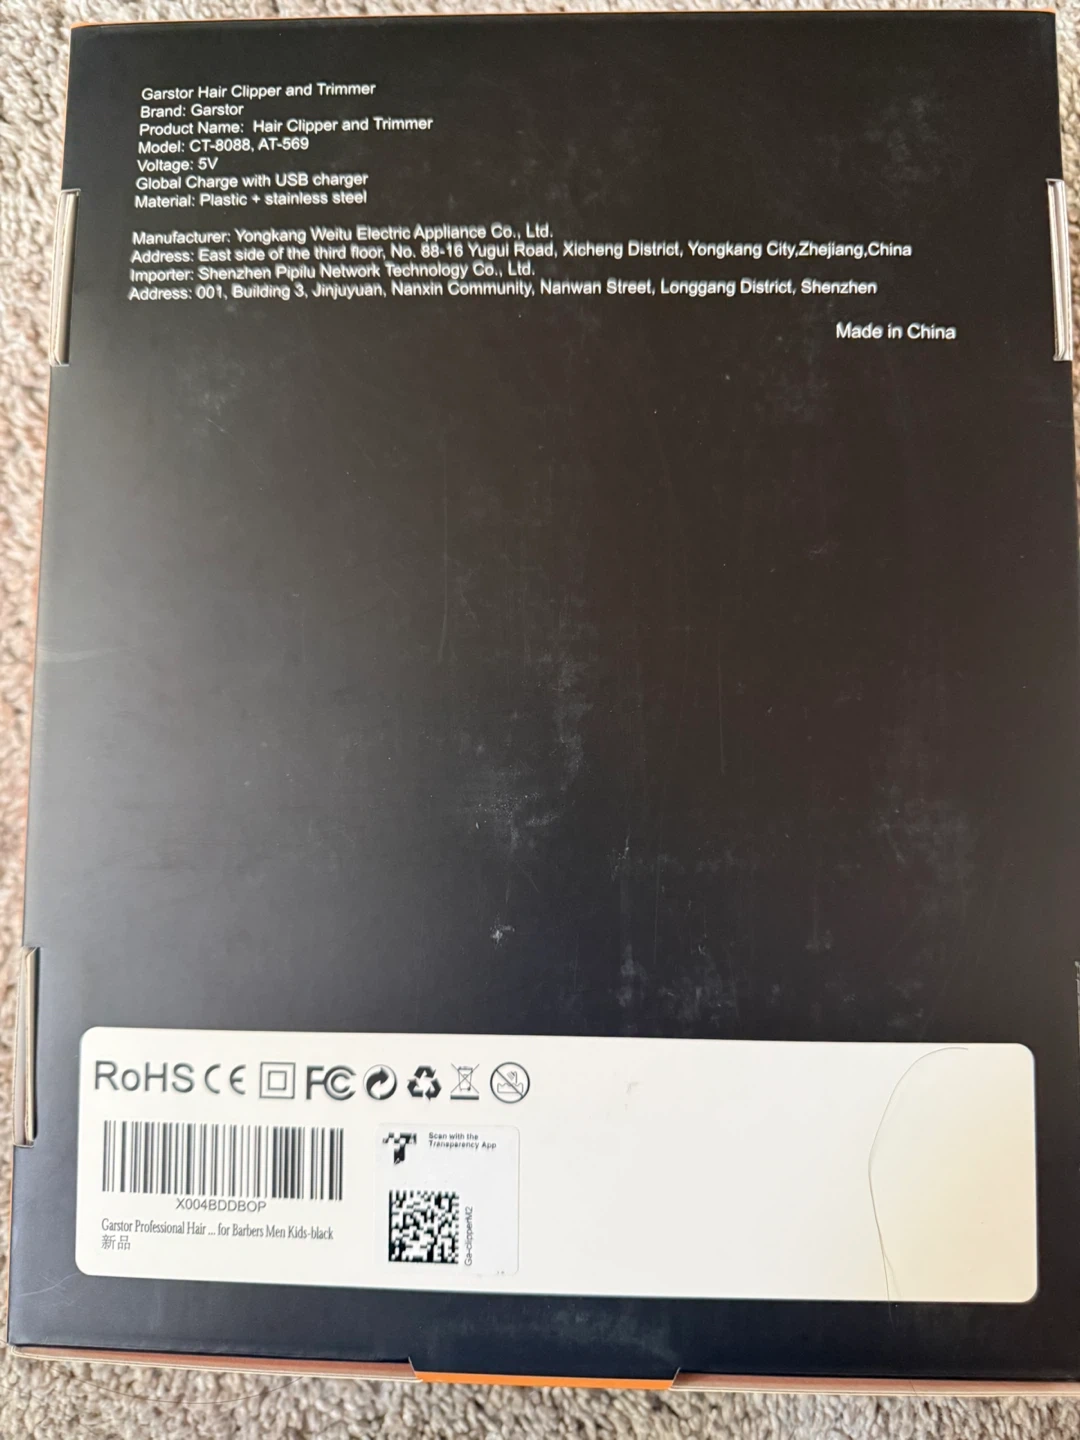 Garstor Hair Clipper and Trimmer
Brand: Garstor
Product Name: Hair Clipper and Trimmer
Model: CT-8088, AT-569
Voltage: 5V
Global Charge with USB charger
Material: Plastic + stainless steel
Manufacturer: Yongkang Weitu Electric Appliance Co., Ltd.
Address: East side of the third floor, No. 88-16 Yugui Road, Xicheng District, Yongkang City,Zhejiang,China
Importer: Shenzhen Pipilu Network Technology Co., Ltd.
Address: 001, Building 3, Jinjuyuan, Nanxin Community, Nanwan Street, Longgang District, Shenzhen
Made in China
RoHS CE FC
Scan with the
Transparency App
X004BDDBOP
Ga-clipperM2
Garstor Professional Hair ... for Barbers Men Kids-black
新品